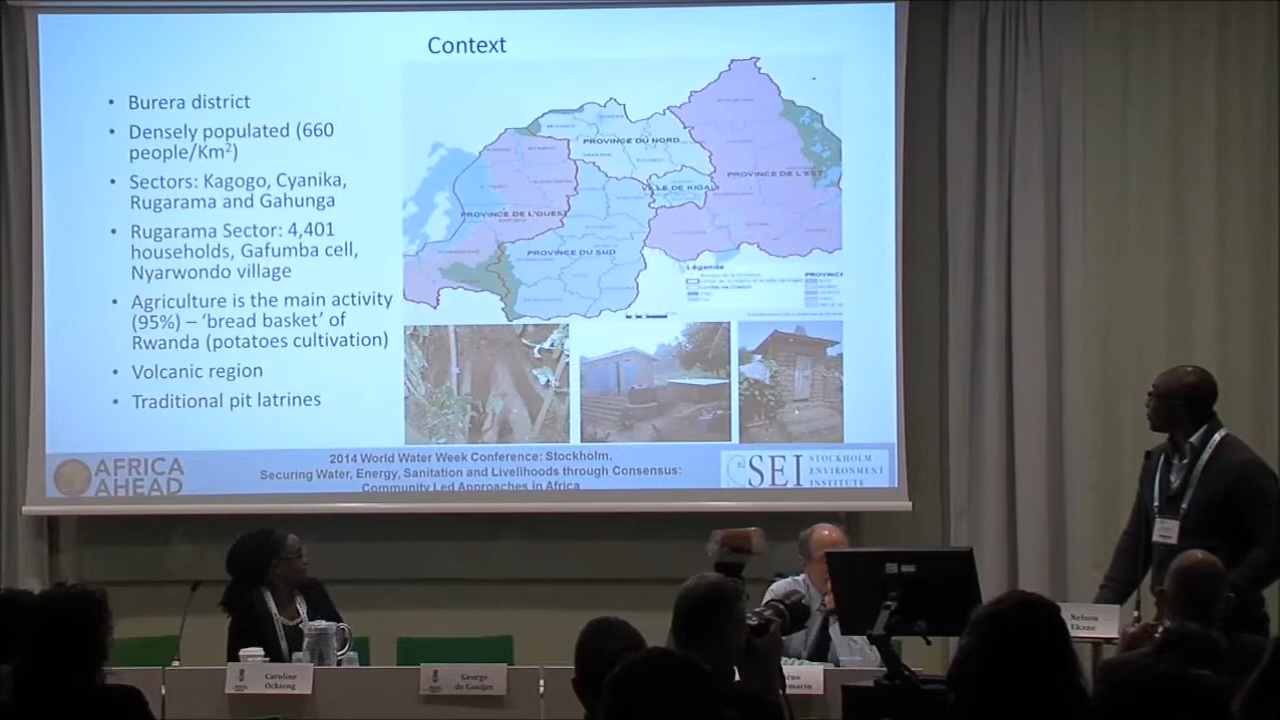 Context
• Burera district
• Densely populated (660
people/Km²)
• Sectors: Kagogo, Cyanika,
Rugarama and Gahunga
• Rugarama Sector: 4,401
households, Gafumba cell,
Nyarwondo village
• Agriculture is the main activity
(95%) – ‘bread basket’ of
Rwanda (potatoes cultivation)
• Volcanic region
• Traditional pit latrines
PROVINCE DU NORD
PROVINCE DE L'EST
VILLE DE KIGALI
PROVINCE DE L'OUEST
PROVINCE DU SUD
Légende
PROVINC
AFRICA
AHEAD
2014 World Water Week Conference: Stockholm.
Securing Water, Energy, Sanitation and Livelihoods through Consensus:
Community Led Approaches in Africa
SEI
STOCKHOLM
ENVIRONMENT
INSTITUTE
Caroline
Ochieng
George
de Gooijer
Nelson
Ekane